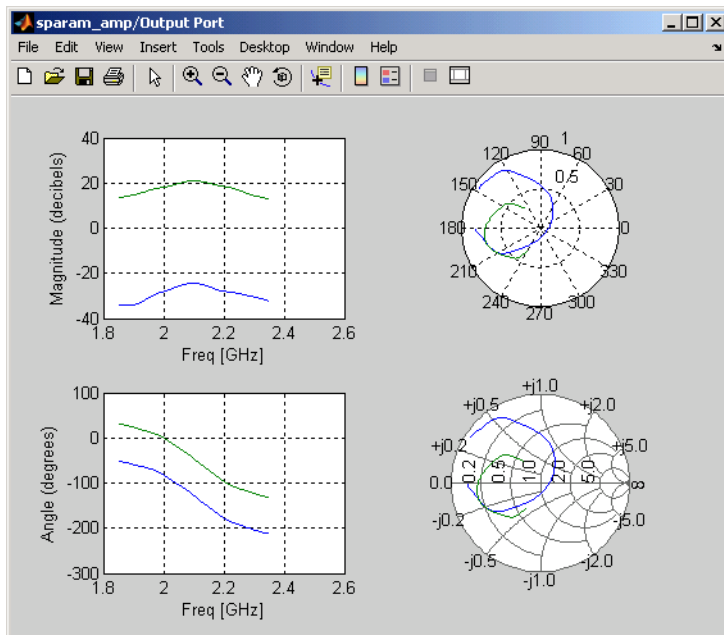 sparam_amp/Output Port
File Edit View Insert Tools Desktop Window Help
40
20
0
-20
-40
1.8 2 2.2 2.4 2.6
Magnitude (decibels)
Freq [GHz]
90 1
120 60
0.5
150 30
180 0
210 330
240 300
270
100
0
-100
-200
-300
1.8 2 2.2 2.4 2.6
Angle (degrees)
Freq [GHz]
+j1.0
+j0.5 +j2.0
+j0.2 +j5.0
0.0 0.2 0.5 1.0 2.0 5.0 ∞
-j0.2 -j5.0
-j0.5 -j2.0
-j1.0